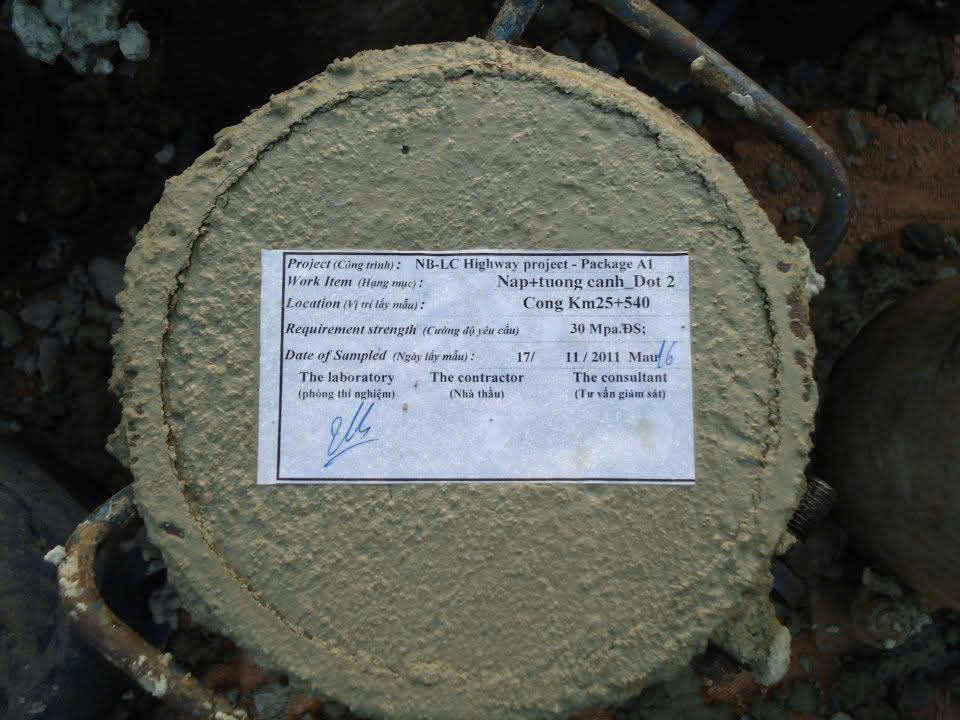 Project (Công trình) : NB-LC Highway project - Package A1
Work Item (Hạng mục) : Nap+tuong canh_Dot 2
Location (Vị trí lấy mẫu) : Cong Km25+540
Requirement strength (Cường độ yêu cầu) 30 Mpa.ĐS;
Date of Sampled (Ngày lấy mẫu) : 17/ 11 / 2011 Mau 16
The laboratory The contractor The consultant
(phòng thí nghiệm) (Nhà thầu) (Tư vấn giám sát)